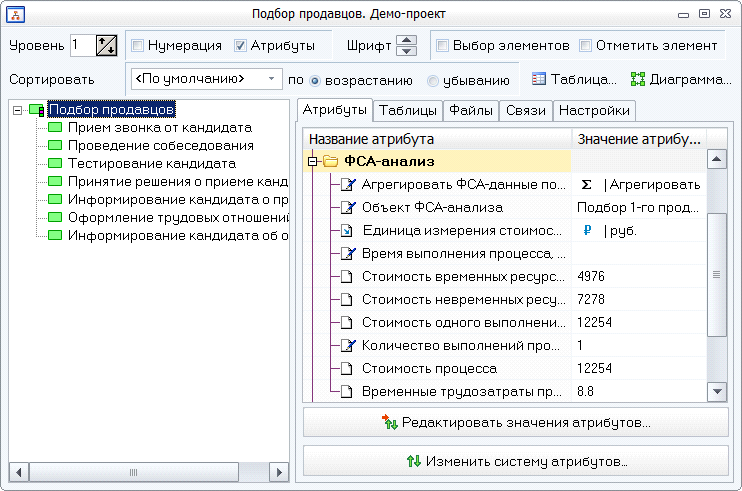 Подбор продавцов. Демо-проект
Уровень 1 Нумерация Атрибуты Шрифт Выбор элементов Отметить элемент
Сортировать <По умолчанию> по возрастанию убыванию Таблица... Диаграмма...
Подбор продавцов
Прием звонка от кандидата
Проведение собеседования
Тестирование кандидата
Принятие решения о приеме канд
Информирование кандидата о пр
Оформление трудовых отношений
Информирование кандидата об о
Атрибуты Таблицы Файлы Связи Настройки
Название атрибута Значение атрибу...
ФСА-анализ
Агрегировать ФСА-данные по... Σ | Агрегировать
Объект ФСА-анализа Подбор 1-го прод...
Единица измерения стоимос... ₽ | руб.
Время выполнения процесса, ...
Стоимость временных ресурс... 4976
Стоимость невременных ресу... 7278
Стоимость одного выполнени... 12254
Количество выполнений про... 1
Стоимость процесса 12254
Временные трудозатраты пр... 8.8
Редактировать значения атрибутов...
Изменить систему атрибутов...